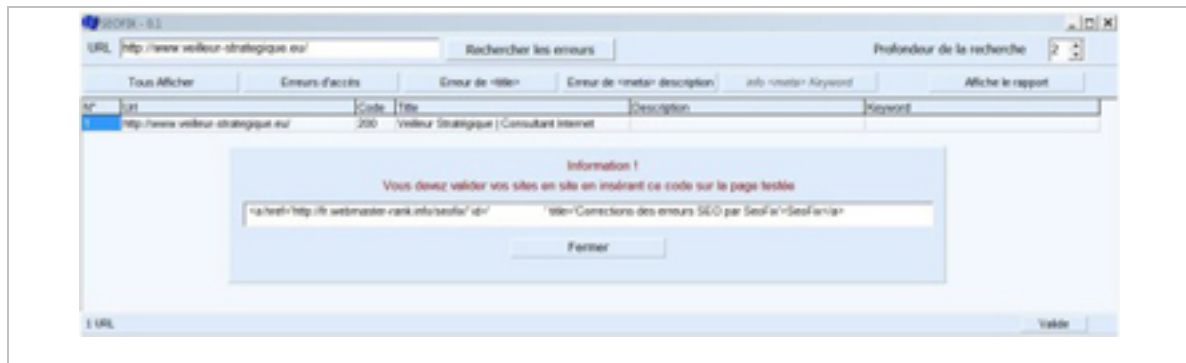 SEOFIX - 0.1
URL http://www.veilleur-strategique.eu/ Rechercher les erreurs Profondeur de la recherche 2
Tous Afficher Erreurs d'accès Erreur de <title> Erreur de <meta> description info <meta> Keyword Affiche le rapport
N° Url Code Title Description Keyword
1 http://www.veilleur-strategique.eu/ 200 Veilleur Stratégique | Consultant Internet
Information !
Vous devez valider vos sites en site en insérant ce code sur la page testée
<a href='http://fr.webmaster-rank.info/seofix/' id=' ' title='Corrections des erreurs SEO par SeoFix'>SeoFix</a>
Fermer
1 URL Valide